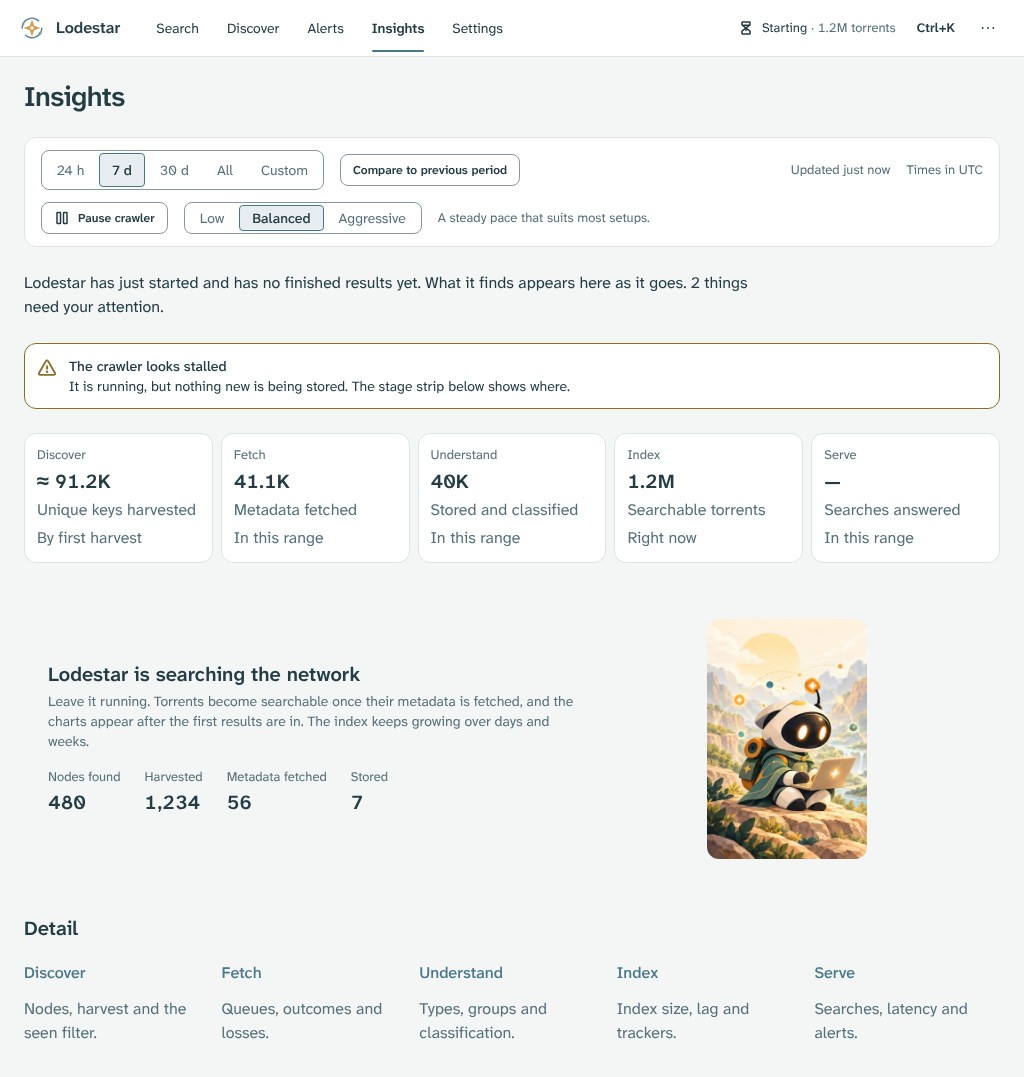 Lodestar
Search
Discover
Alerts
Insights
Settings
Starting · 1.2M torrents
Ctrl+K
Insights
24 h
7 d
30 d
All
Custom
Compare to previous period
Updated just now
Times in UTC
Pause crawler
Low
Balanced
Aggressive
A steady pace that suits most setups.
Lodestar has just started and has no finished results yet. What it finds appears here as it goes. 2 things
need your attention.
The crawler looks stalled
It is running, but nothing new is being stored. The stage strip below shows where.
Discover
≈ 91.2K
Unique keys harvested
By first harvest
Fetch
41.1K
Metadata fetched
In this range
Understand
40K
Stored and classified
In this range
Index
1.2M
Searchable torrents
Right now
Serve
—
Searches answered
In this range
Lodestar is searching the network
Leave it running. Torrents become searchable once their metadata is fetched, and the
charts appear after the first results are in. The index keeps growing over days and
weeks.
Nodes found
480
Harvested
1,234
Metadata fetched
56
Stored
7
Detail
Discover
Nodes, harvest and the
seen filter.
Fetch
Queues, outcomes and
losses.
Understand
Types, groups and
classification.
Index
Index size, lag and
trackers.
Serve
Searches, latency and
alerts.